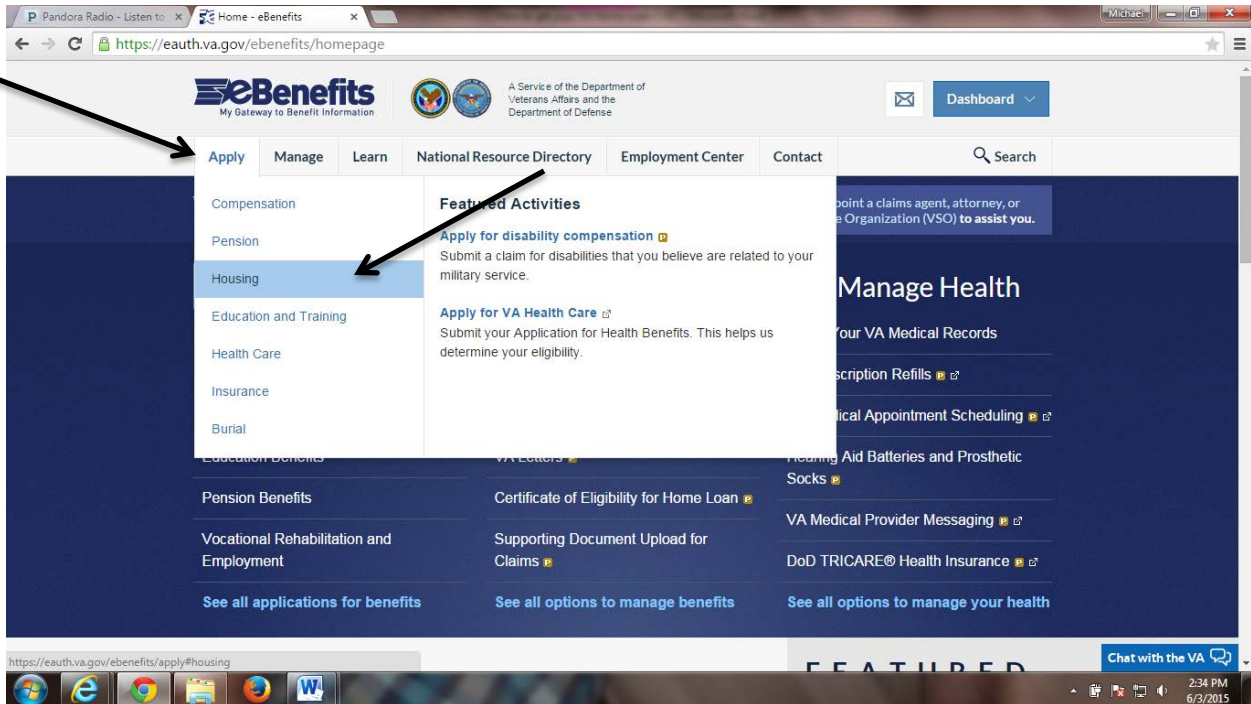 Pandora Radio - Listen to
Home - eBenefits
Michael
https://eauth.va.gov/ebenefits/homepage
eBenefits
My Gateway to Benefit Information
A Service of the Department of
Veterans Affairs and the
Department of Defense
Dashboard
Apply Manage Learn National Resource Directory Employment Center Contact Search
Compensation
Pension
Housing
Education and Training
Health Care
Insurance
Burial
Featured Activities
Apply for disability compensation P
Submit a claim for disabilities that you believe are related to your
military service.
Apply for VA Health Care
Submit your Application for Health Benefits. This helps us
determine your eligibility.
point a claims agent, attorney, or
e Organization (VSO) to assist you.
Manage Health
our VA Medical Records
scription Refills P
ical Appointment Scheduling P
Hearing Aid Batteries and Prosthetic
Socks P
VA Medical Provider Messaging P
DoD TRICARE® Health Insurance P
See all options to manage your health
Education Benefits
Pension Benefits
Vocational Rehabilitation and
Employment
See all applications for benefits
VA Letters P
Certificate of Eligibility for Home Loan P
Supporting Document Upload for
Claims P
See all options to manage benefits
FEATURED
Chat with the VA
https://eauth.va.gov/ebenefits/apply#housing
2:34 PM
6/3/2015